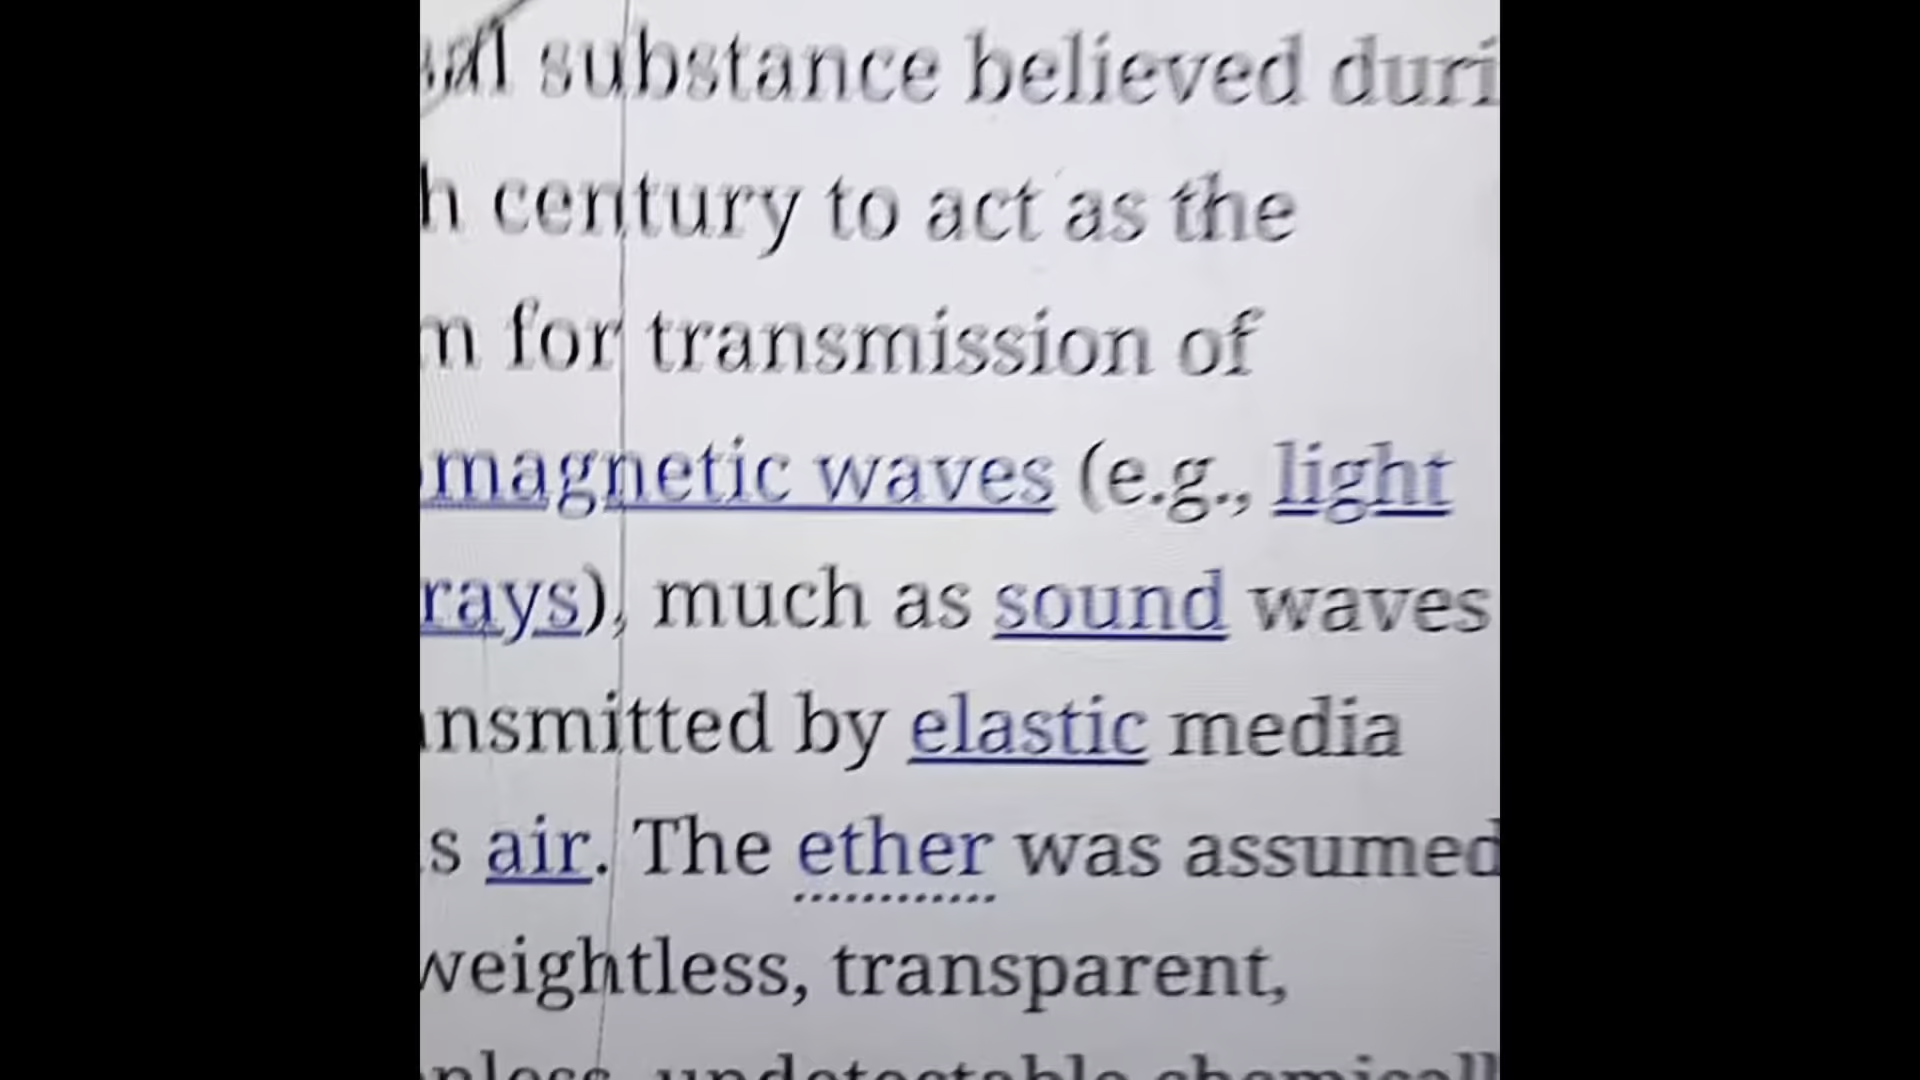 substance believed duri
h century to act as the
m for transmission of
magnetic waves (e.g., light
rays), much as sound waves
ansmitted by elastic media
s air. The ether was assumed
weightless, transparent,